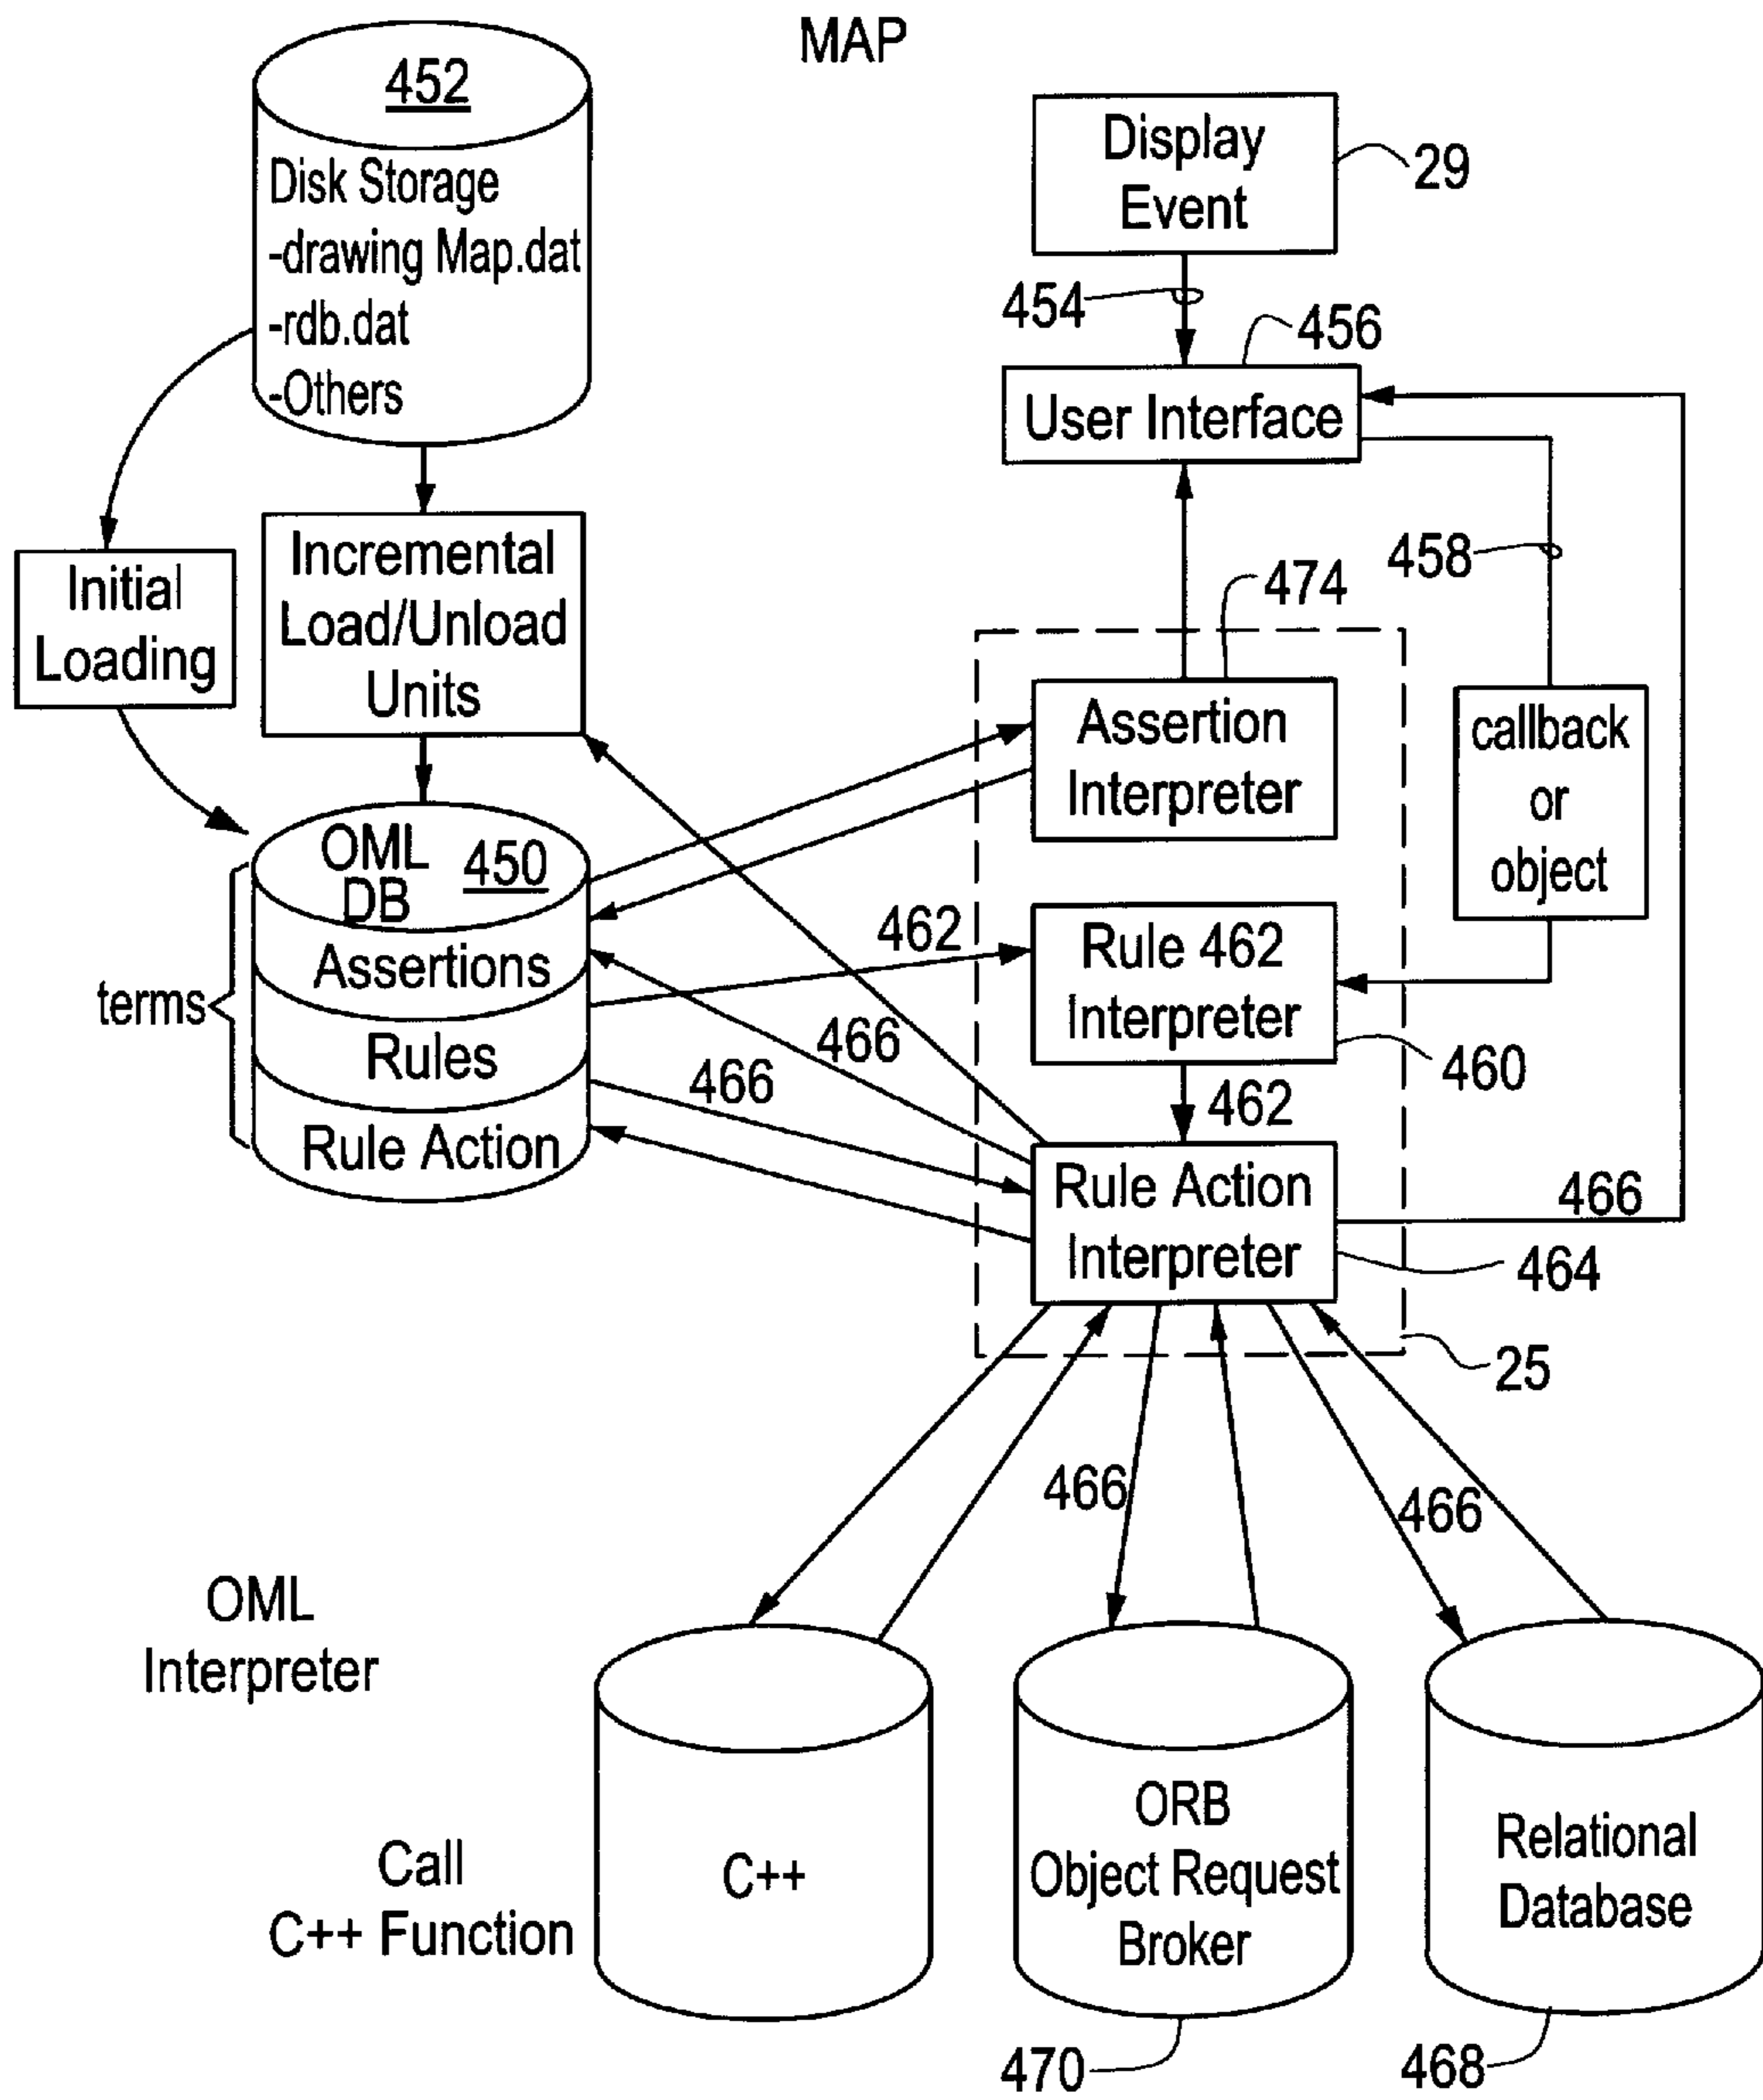 MAP
452
Disk Storage
-drawing Map.dat
-rdb.dat
-Others
Display
Event
29
454
456
User Interface
458
Initial
Loading
Incremental
Load/Unload
Units
474
Assertion
Interpreter
callback
or
object
OML
DB
450
terms
Assertions
Rules
Rule Action
462
Rule 462
Interpreter
460
466
466
462
Rule Action
Interpreter
466
464
25
466
466
OML
Interpreter
Call
C++ Function
C++
ORB
Object Request
Broker
Relational
Database
470
468